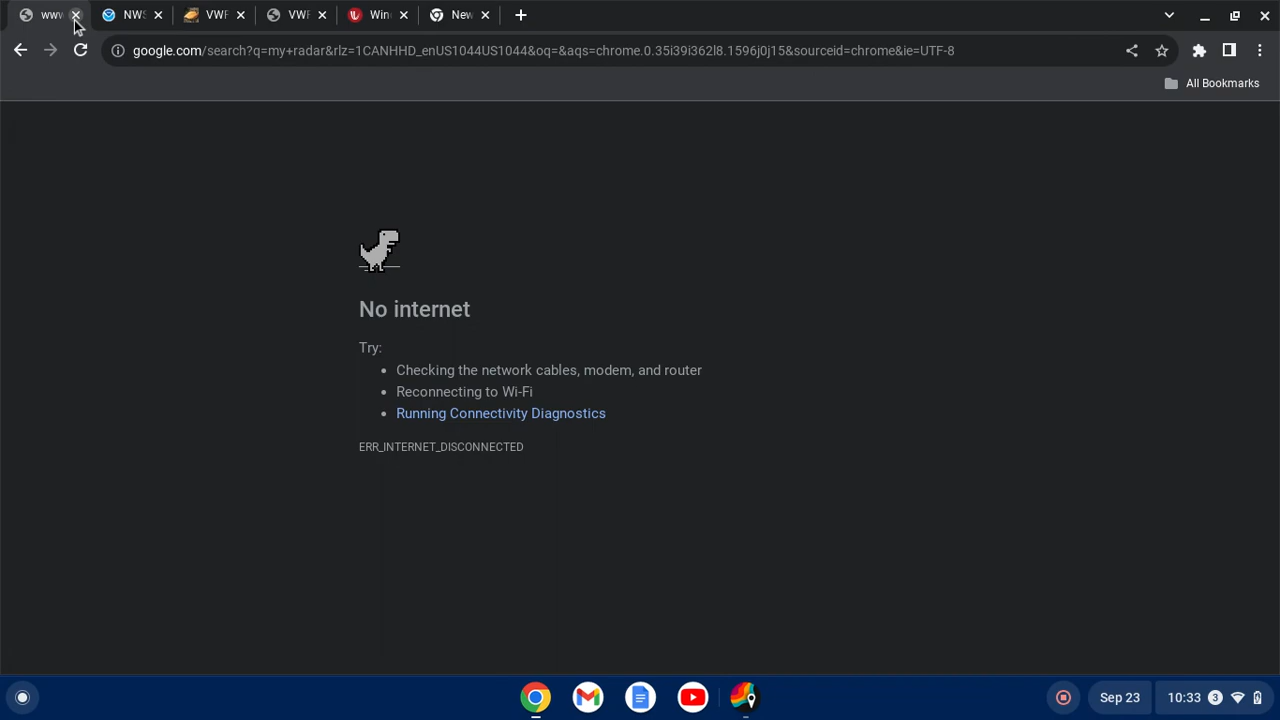 www
NWS
VWF
VWF
Wind
New
google.com/search?q=my+radar&rlz=1CANHHD_enUS1044US1044&oq=&aqs=chrome.0.35i39i362l8.1596j0j15&sourceid=chrome&ie=UTF-8
All Bookmarks
No internet
Try:
Checking the network cables, modem, and router
Reconnecting to Wi-Fi
Running Connectivity Diagnostics
ERR_INTERNET_DISCONNECTED
Sep 23
10:33
3